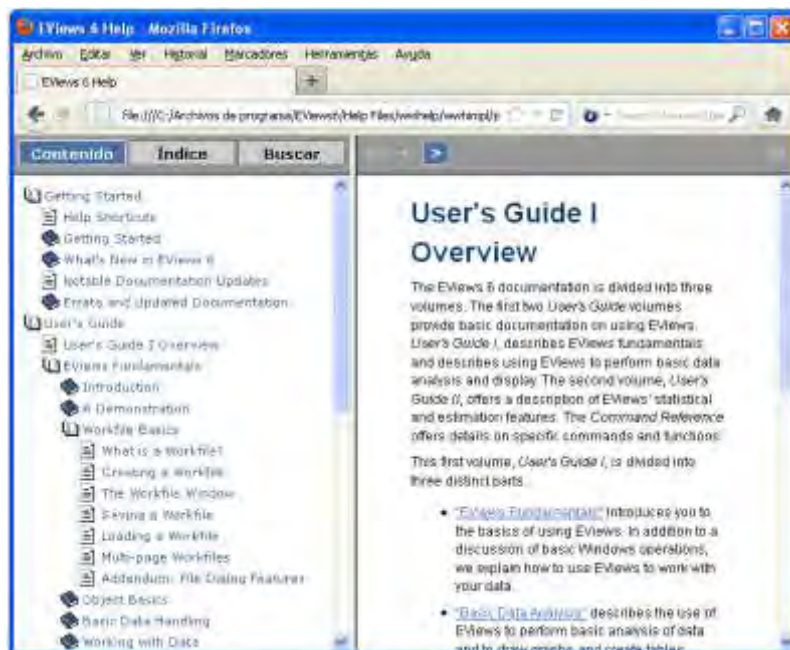 EViews 6 Help - Mozilla Firefox
Archivo Editar Ver Historial Marcadores Herramientas Ayuda
EViews 6 Help
+
Contenido Índice Buscar
>
Getting Started
Help Shortcuts
Getting Started
What's New in EViews 6
Notable Documentation Updates
Errata and Updated Documentation
User's Guide
User's Guide I Overview
EViews Fundamentals
Introduction
A Demonstration
Workfile Basics
What is a Workfile?
Creating a Workfile
The Workfile Window
Saving a Workfile
Loading a Workfile
Multi-page Workfiles
Addendum: File Dialog Features
Object Basics
Basic Data Handling
Working with Data
User's Guide I
Overview
The EViews 6 documentation is divided into three
volumes. The first two User's Guide volumes
provide basic documentation on using EViews.
User's Guide I, describes EViews fundamentals
and describes using EViews to perform basic data
analysis and display. The second volume, User's
Guide II, offers a description of EViews' statistical
and estimation features. The Command Reference
offers details on specific commands and functions.
This first volume, User's Guide I, is divided into
three distinct parts:
• "EViews Fundamentals" introduces you to
the basics of using EViews. In addition to a
discussion of basic Windows operations,
we explain how to use EViews to work with
your data.
• "Basic Data Analysis" describes the use of
EViews to perform basic analysis of data
and to draw graphs and create tables